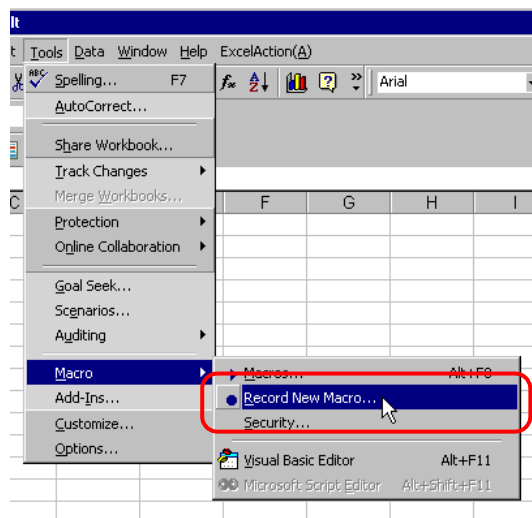 lt
t Tools Data Window Help ExcelAction(A)
ABC Spelling... F7
Arial
AutoCorrect...
Share Workbook...
Track Changes
Merge Workbooks...
C F G H I
Protection
Online Collaboration
Goal Seek...
Scenarios...
Auditing
Macro
Macros... Alt+F8
Add-Ins...
Record New Macro...
Customize...
Security...
Options...
Visual Basic Editor Alt+F11
Microsoft Script Editor Alt+Shift+F11